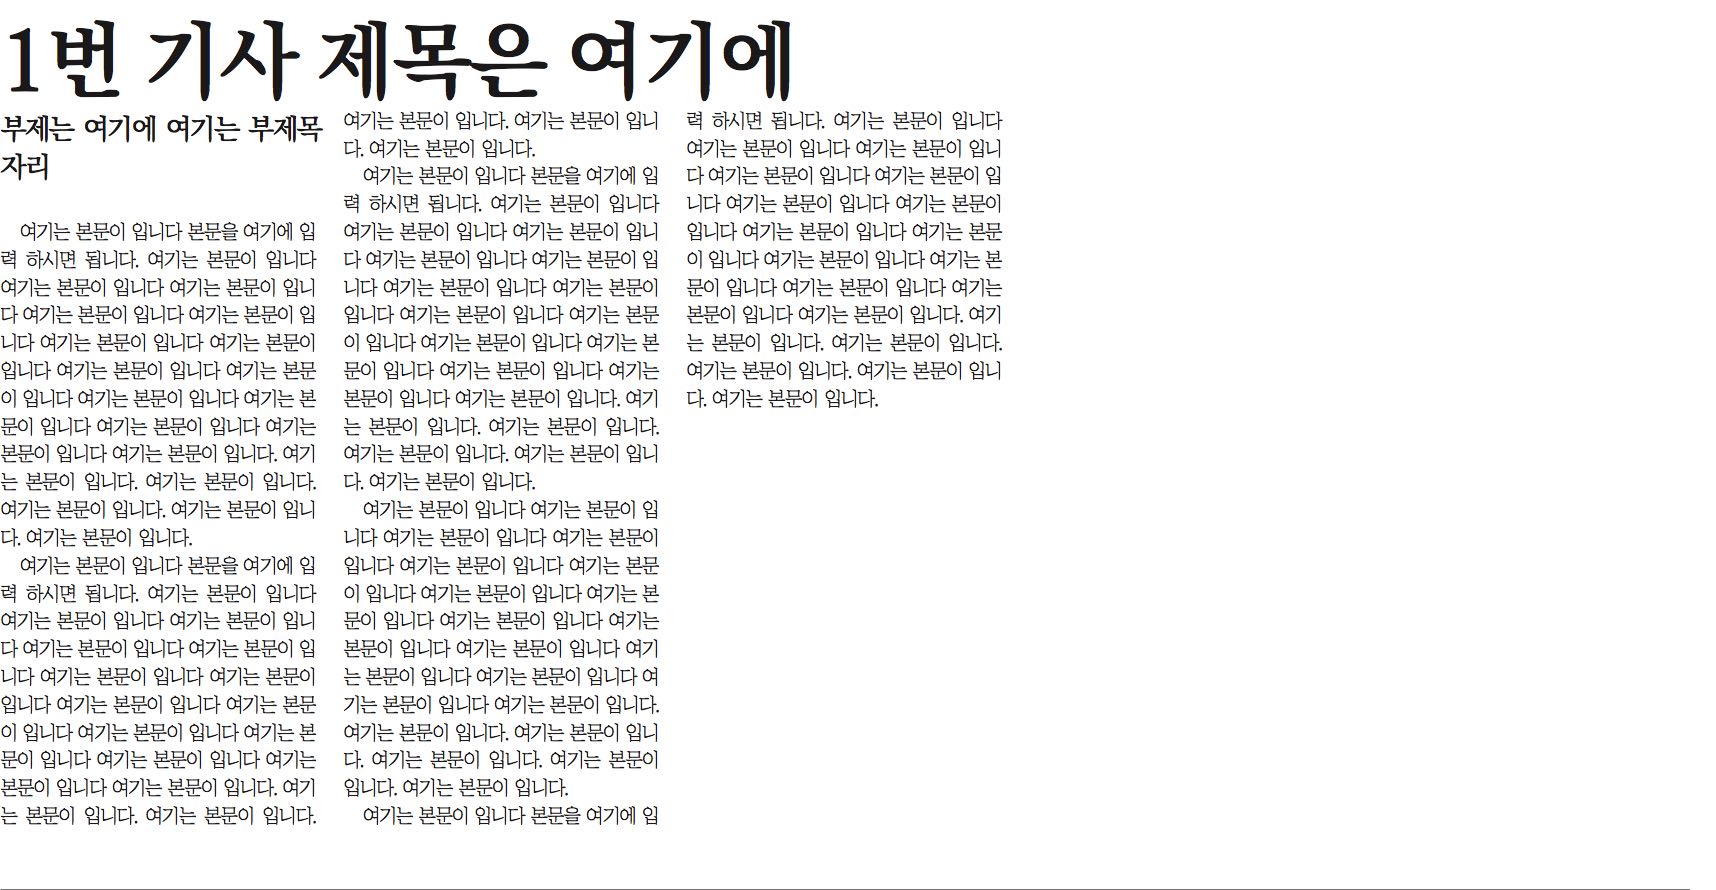 1번 기사 제목은 여기에
부제는 여기에 여기는 부제목
자리
여기는 본문이 입니다 본문을 여기에 입
력 하시면 됩니다. 여기는 본문이 입니다
여기는 본문이 입니다 여기는 본문이 입니
다 여기는 본문이 입니다 여기는 본문이 입
니다 여기는 본문이 입니다 여기는 본문이
입니다 여기는 본문이 입니다 여기는 본문
이 입니다 여기는 본문이 입니다 여기는 본
문이 입니다 여기는 본문이 입니다 여기는
본문이 입니다 여기는 본문이 입니다. 여기
는 본문이 입니다. 여기는 본문이 입니다.
여기는 본문이 입니다. 여기는 본문이 입니
다. 여기는 본문이 입니다.
여기는 본문이 입니다 본문을 여기에 입
력 하시면 됩니다. 여기는 본문이 입니다
여기는 본문이 입니다 여기는 본문이 입니
다 여기는 본문이 입니다 여기는 본문이 입
니다 여기는 본문이 입니다 여기는 본문이
입니다 여기는 본문이 입니다 여기는 본문
이 입니다 여기는 본문이 입니다 여기는 본
문이 입니다 여기는 본문이 입니다 여기는
본문이 입니다 여기는 본문이 입니다. 여기
는 본문이 입니다. 여기는 본문이 입니다.
여기는 본문이 입니다. 여기는 본문이 입니
다. 여기는 본문이 입니다.
여기는 본문이 입니다 본문을 여기에 입
력 하시면 됩니다. 여기는 본문이 입니다
여기는 본문이 입니다 여기는 본문이 입니
다 여기는 본문이 입니다 여기는 본문이 입
니다 여기는 본문이 입니다 여기는 본문이
입니다 여기는 본문이 입니다 여기는 본문
이 입니다 여기는 본문이 입니다 여기는 본
문이 입니다 여기는 본문이 입니다 여기는
본문이 입니다 여기는 본문이 입니다. 여기
는 본문이 입니다. 여기는 본문이 입니다.
여기는 본문이 입니다. 여기는 본문이 입니
다. 여기는 본문이 입니다.
여기는 본문이 입니다 여기는 본문이 입
니다 여기는 본문이 입니다 여기는 본문이
입니다 여기는 본문이 입니다 여기는 본문
이 입니다 여기는 본문이 입니다 여기는 본
문이 입니다 여기는 본문이 입니다 여기는
본문이 입니다 여기는 본문이 입니다 여기
는 본문이 입니다 여기는 본문이 입니다 여
기는 본문이 입니다 여기는 본문이 입니다.
여기는 본문이 입니다. 여기는 본문이 입니
다. 여기는 본문이 입니다. 여기는 본문이
입니다. 여기는 본문이 입니다.
여기는 본문이 입니다 본문을 여기에 입
력 하시면 됩니다. 여기는 본문이 입니다
여기는 본문이 입니다 여기는 본문이 입니
다 여기는 본문이 입니다 여기는 본문이 입
니다 여기는 본문이 입니다 여기는 본문이
입니다 여기는 본문이 입니다 여기는 본문
이 입니다 여기는 본문이 입니다 여기는 본
문이 입니다 여기는 본문이 입니다 여기는
본문이 입니다 여기는 본문이 입니다. 여기
는 본문이 입니다. 여기는 본문이 입니다.
여기는 본문이 입니다. 여기는 본문이 입니
다. 여기는 본문이 입니다.